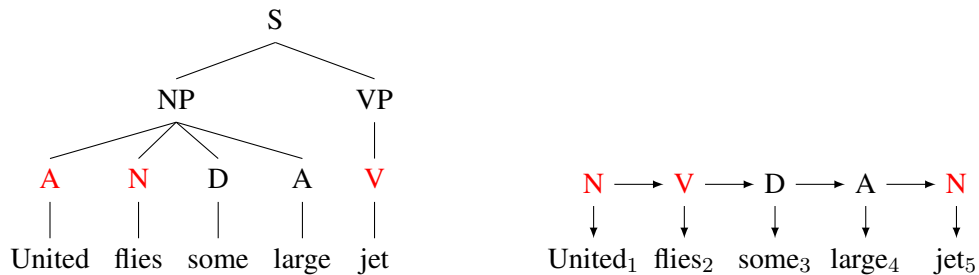 S
NP VP
A N D A V
United flies some large jet
N V D A N
United₁ flies₂ some₃ large₄ jet₅